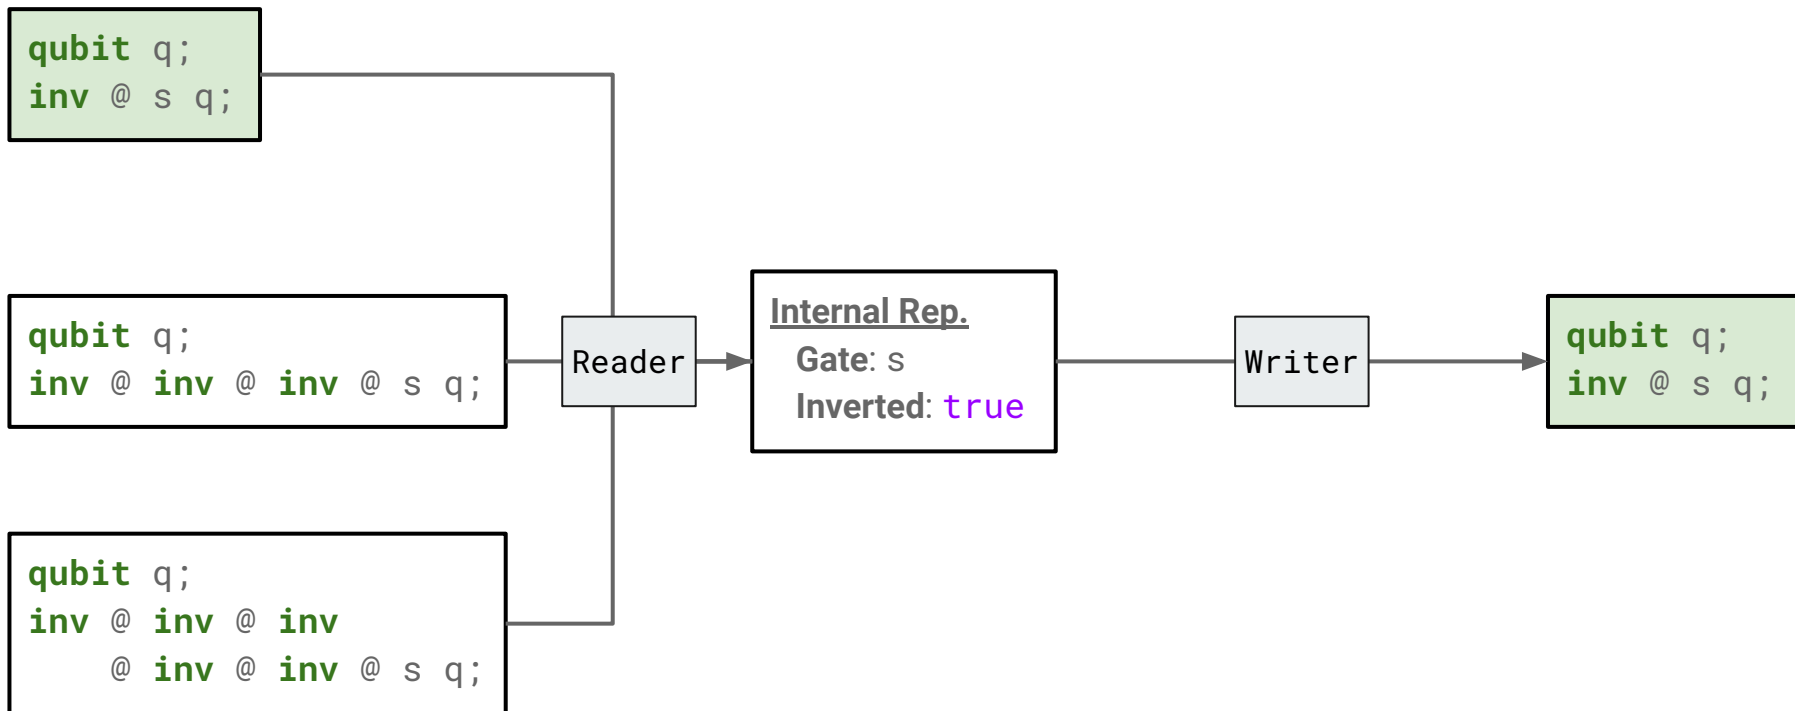 qubit q;
inv @ s q;
qubit q;
inv @ inv @ inv @ s q;
qubit q;
inv @ inv @ inv
@ inv @ inv @ s q;
Reader
Internal Rep.
Gate: s
Inverted: true
Writer
qubit q;
inv @ s q;